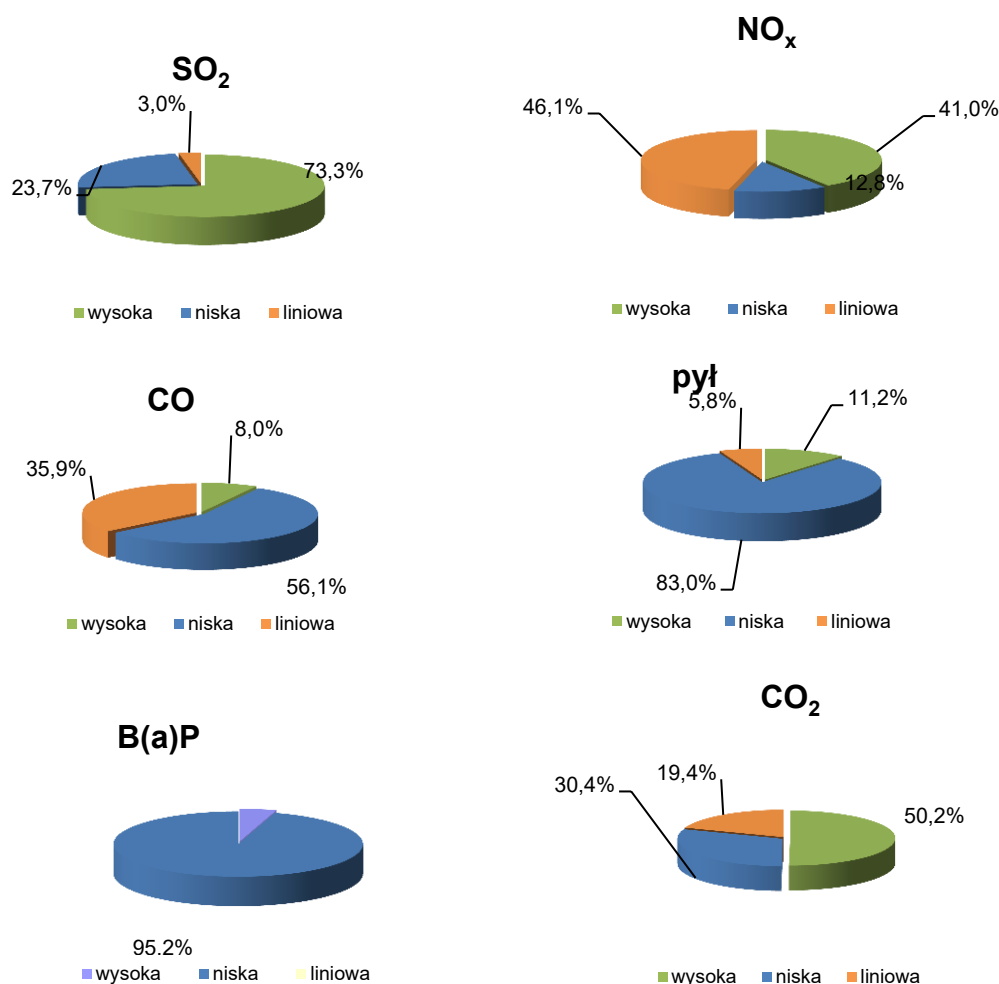 SO2
3,0%
73,3%
23,7%
wysoka niska liniowa
NOx
46,1%
41,0%
12,8%
wysoka niska liniowa
CO
8,0%
35,9%
56,1%
wysoka niska liniowa
pył
5,8%
11,2%
83,0%
wysoka niska liniowa
B(a)P
95.2%
wysoka niska liniowa
CO2
19,4%
30,4%
50,2%
wysoka niska liniowa